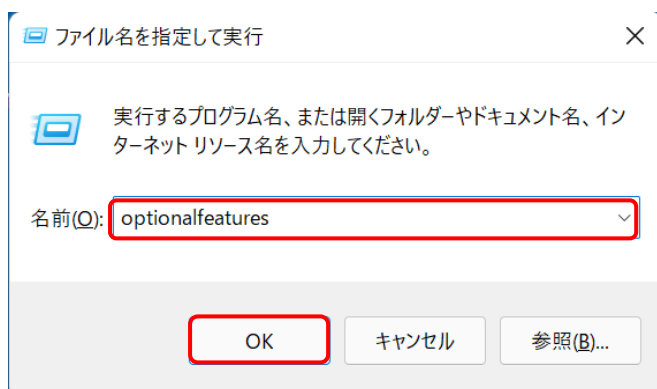 ファイル名を指定して実行
実行するプログラム名、または開くフォルダーやドキュメント名、イン
ターネット リソース名を入力してください。
名前(O): optionalfeatures
OK キャンセル 参照(B)...